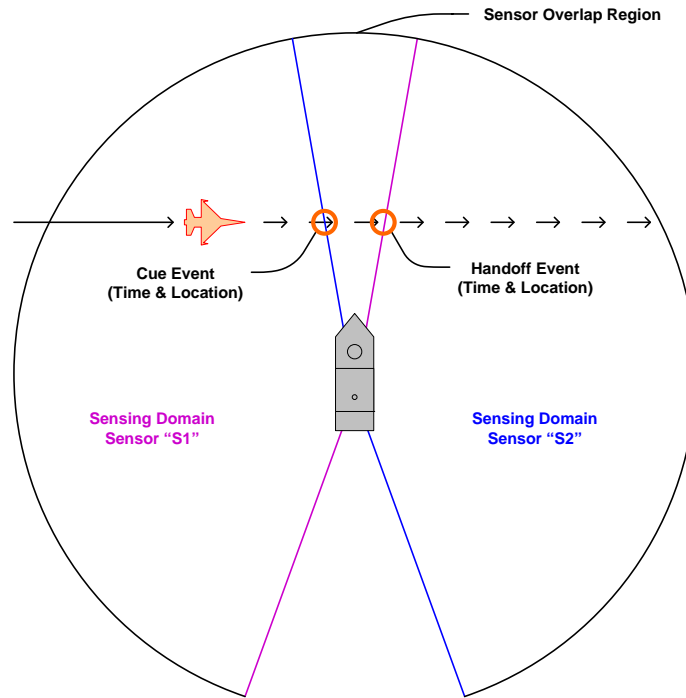 Sensor Overlap Region
Cue Event
(Time & Location)
Handoff Event
(Time & Location)
Sensing Domain
Sensor “S1”
Sensing Domain
Sensor “S2”